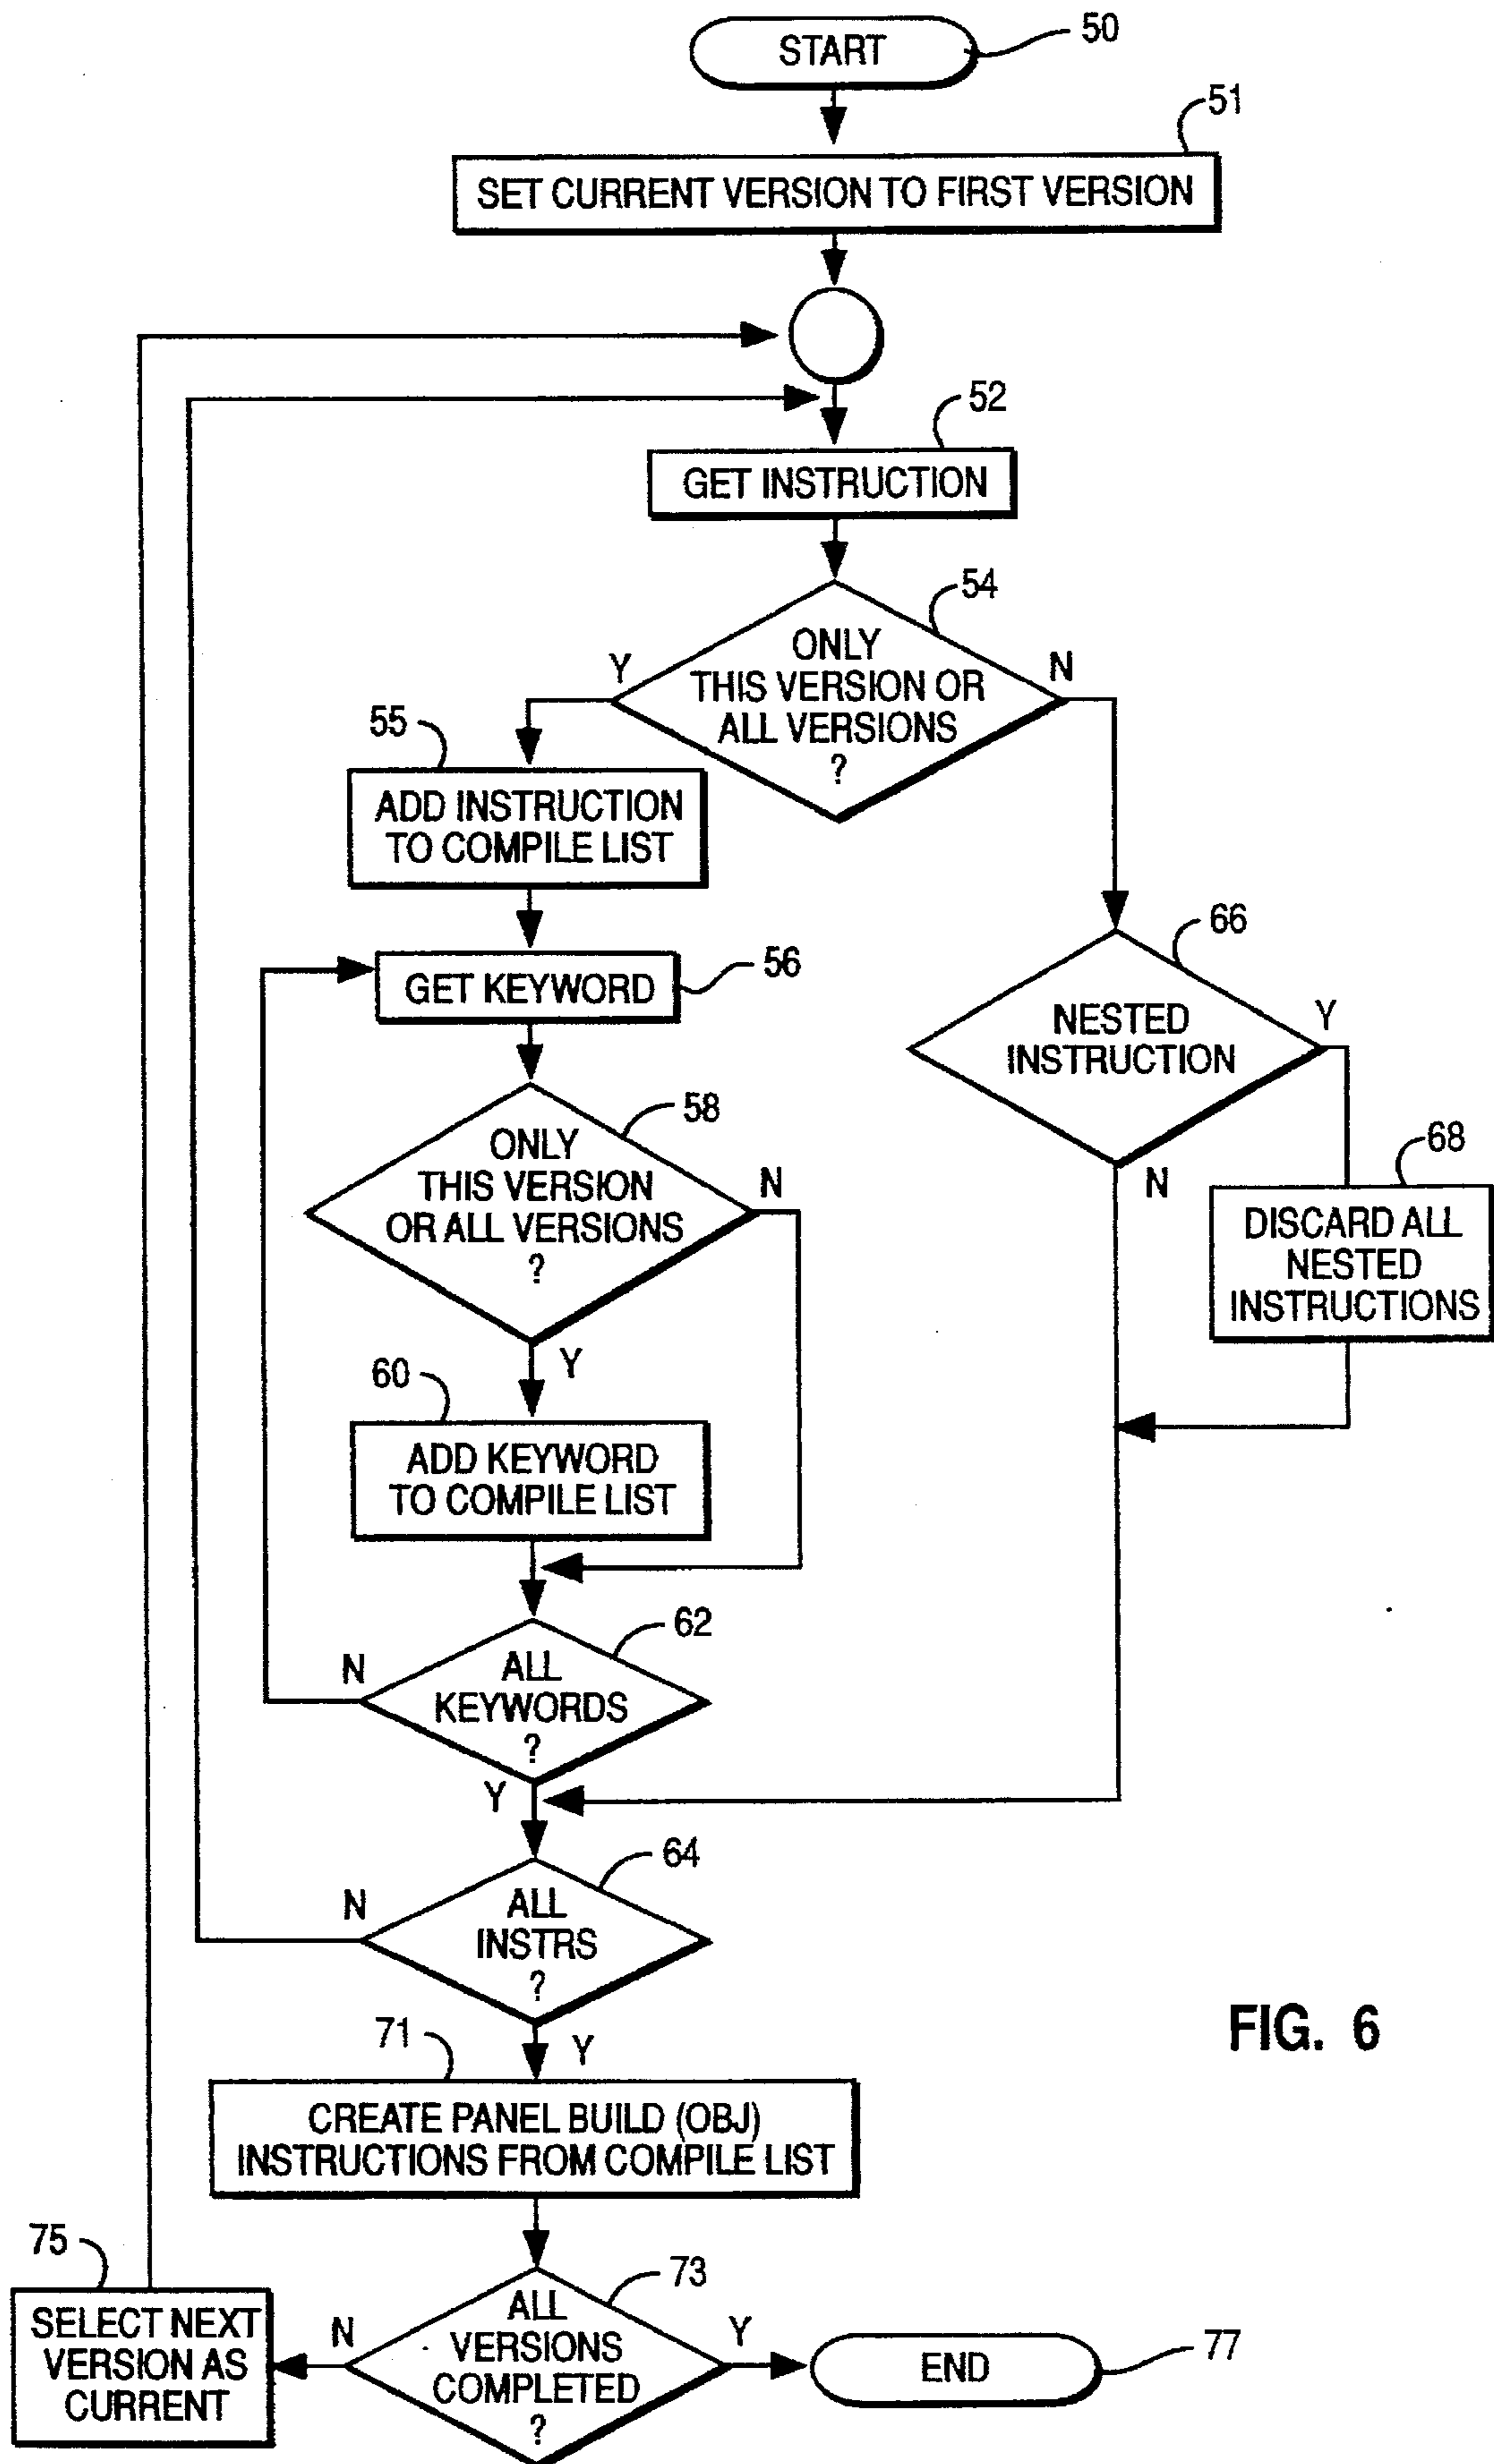 START
50
51
SET CURRENT VERSION TO FIRST VERSION
52
GET INSTRUCTION
54
ONLY
THIS VERSION OR
ALL VERSIONS
?
Y
N
55
ADD INSTRUCTION
TO COMPILE LIST
56
GET KEYWORD
66
NESTED
INSTRUCTION
Y
N
58
ONLY
THIS VERSION
OR ALL VERSIONS
?
N
Y
68
DISCARD ALL
NESTED
INSTRUCTIONS
60
ADD KEYWORD
TO COMPILE LIST
62
ALL
KEYWORDS
?
N
Y
64
ALL
INSTRS
?
N
Y
71
CREATE PANEL BUILD (OBJ)
INSTRUCTIONS FROM COMPILE LIST
75
SELECT NEXT
VERSION AS
CURRENT
73
ALL
VERSIONS
COMPLETED
?
N
Y
END
77
FIG. 6